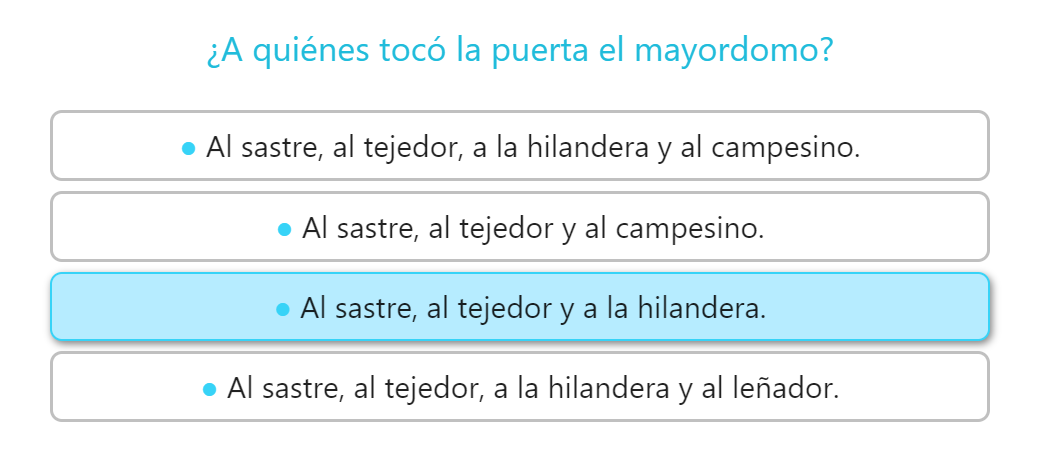 ¿A quiénes tocó la puerta el mayordomo?
● Al sastre, al tejedor, a la hilandera y al campesino.
● Al sastre, al tejedor y al campesino.
● Al sastre, al tejedor y a la hilandera.
● Al sastre, al tejedor, a la hilandera y al leñador.